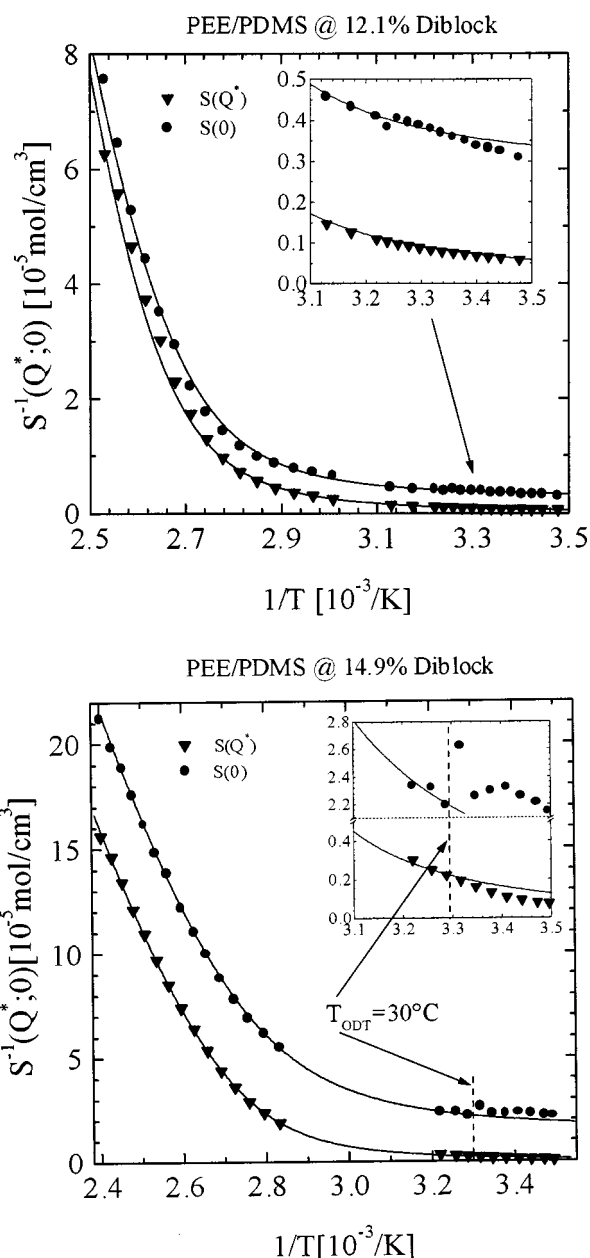 PEE/PDMS @ 12.1% Diblock
8
6
4
2
0
S⁻¹(Q*;0) [10⁻⁵mol/cm³]
S(Q*)
S(0)
0.5
0.4
0.3
0.2
0.1
0.0
3.1 3.2 3.3 3.4 3.5
2.5 2.7 2.9 3.1 3.3 3.5
1/T [10⁻³/K]
PEE/PDMS @ 14.9% Diblock
20
15
10
5
0
S⁻¹(Q*;0)[10⁻⁵mol/cm³]
S(Q*)
S(0)
2.8
2.6
2.4
2.2
0.4
0.2
0.0
3.1 3.2 3.3 3.4 3.5
T_ODT=30°C
2.4 2.6 2.8 3.0 3.2 3.4
1/T[10⁻³/K]